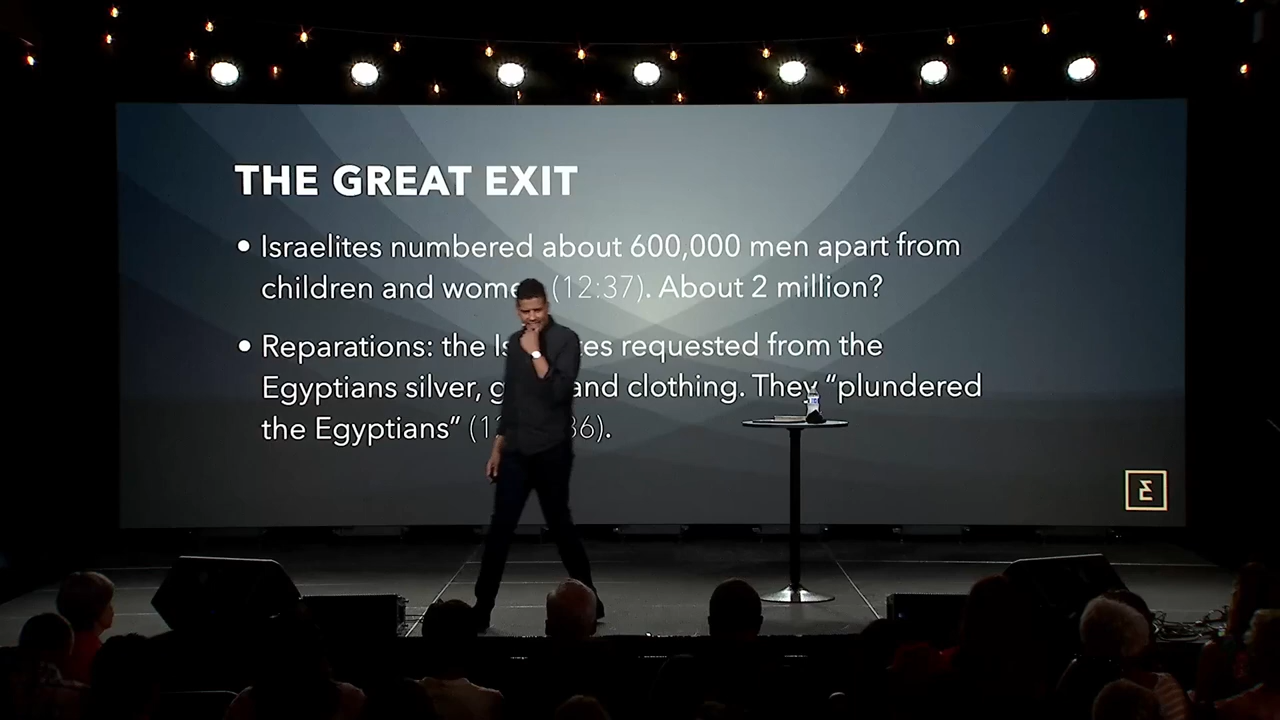 THE GREAT EXIT
• Israelites numbered about 600,000 men apart from
children and (12:37). About 2 million?
• Reparations: the requested from the
Egyptians silver, and clothing. They “plundered
the Egyptians”